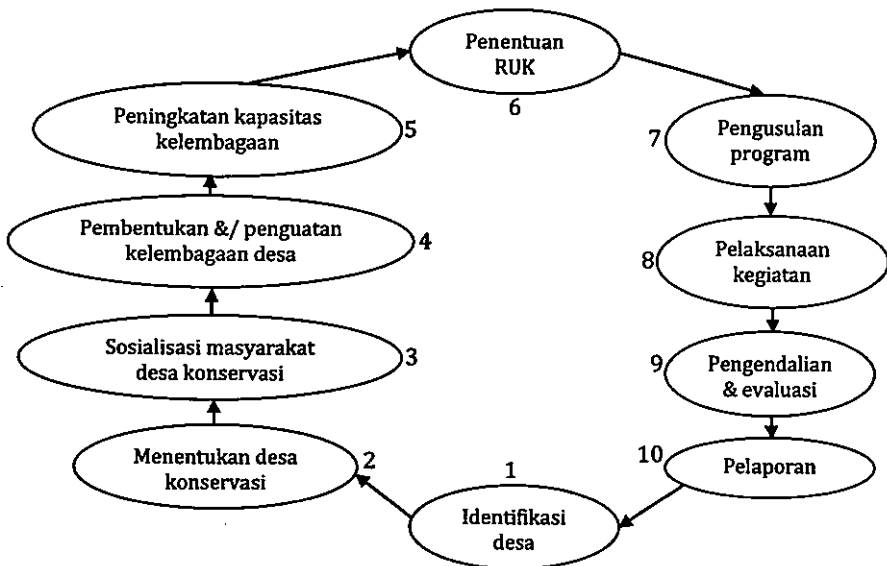 Penentuan
RUK
6
Peningkatan kapasitas
kelembagaan
5
7
Pengusulan
program
Pembentukan &/ penguatan
kelembagaan desa
4
8
Pelaksanaan
kegiatan
Sosialisasi masyarakat
desa konservasi
3
9
Pengendalian
& evaluasi
Menentukan desa
konservasi
2
10
Pelaporan
1
Identifikasi
desa